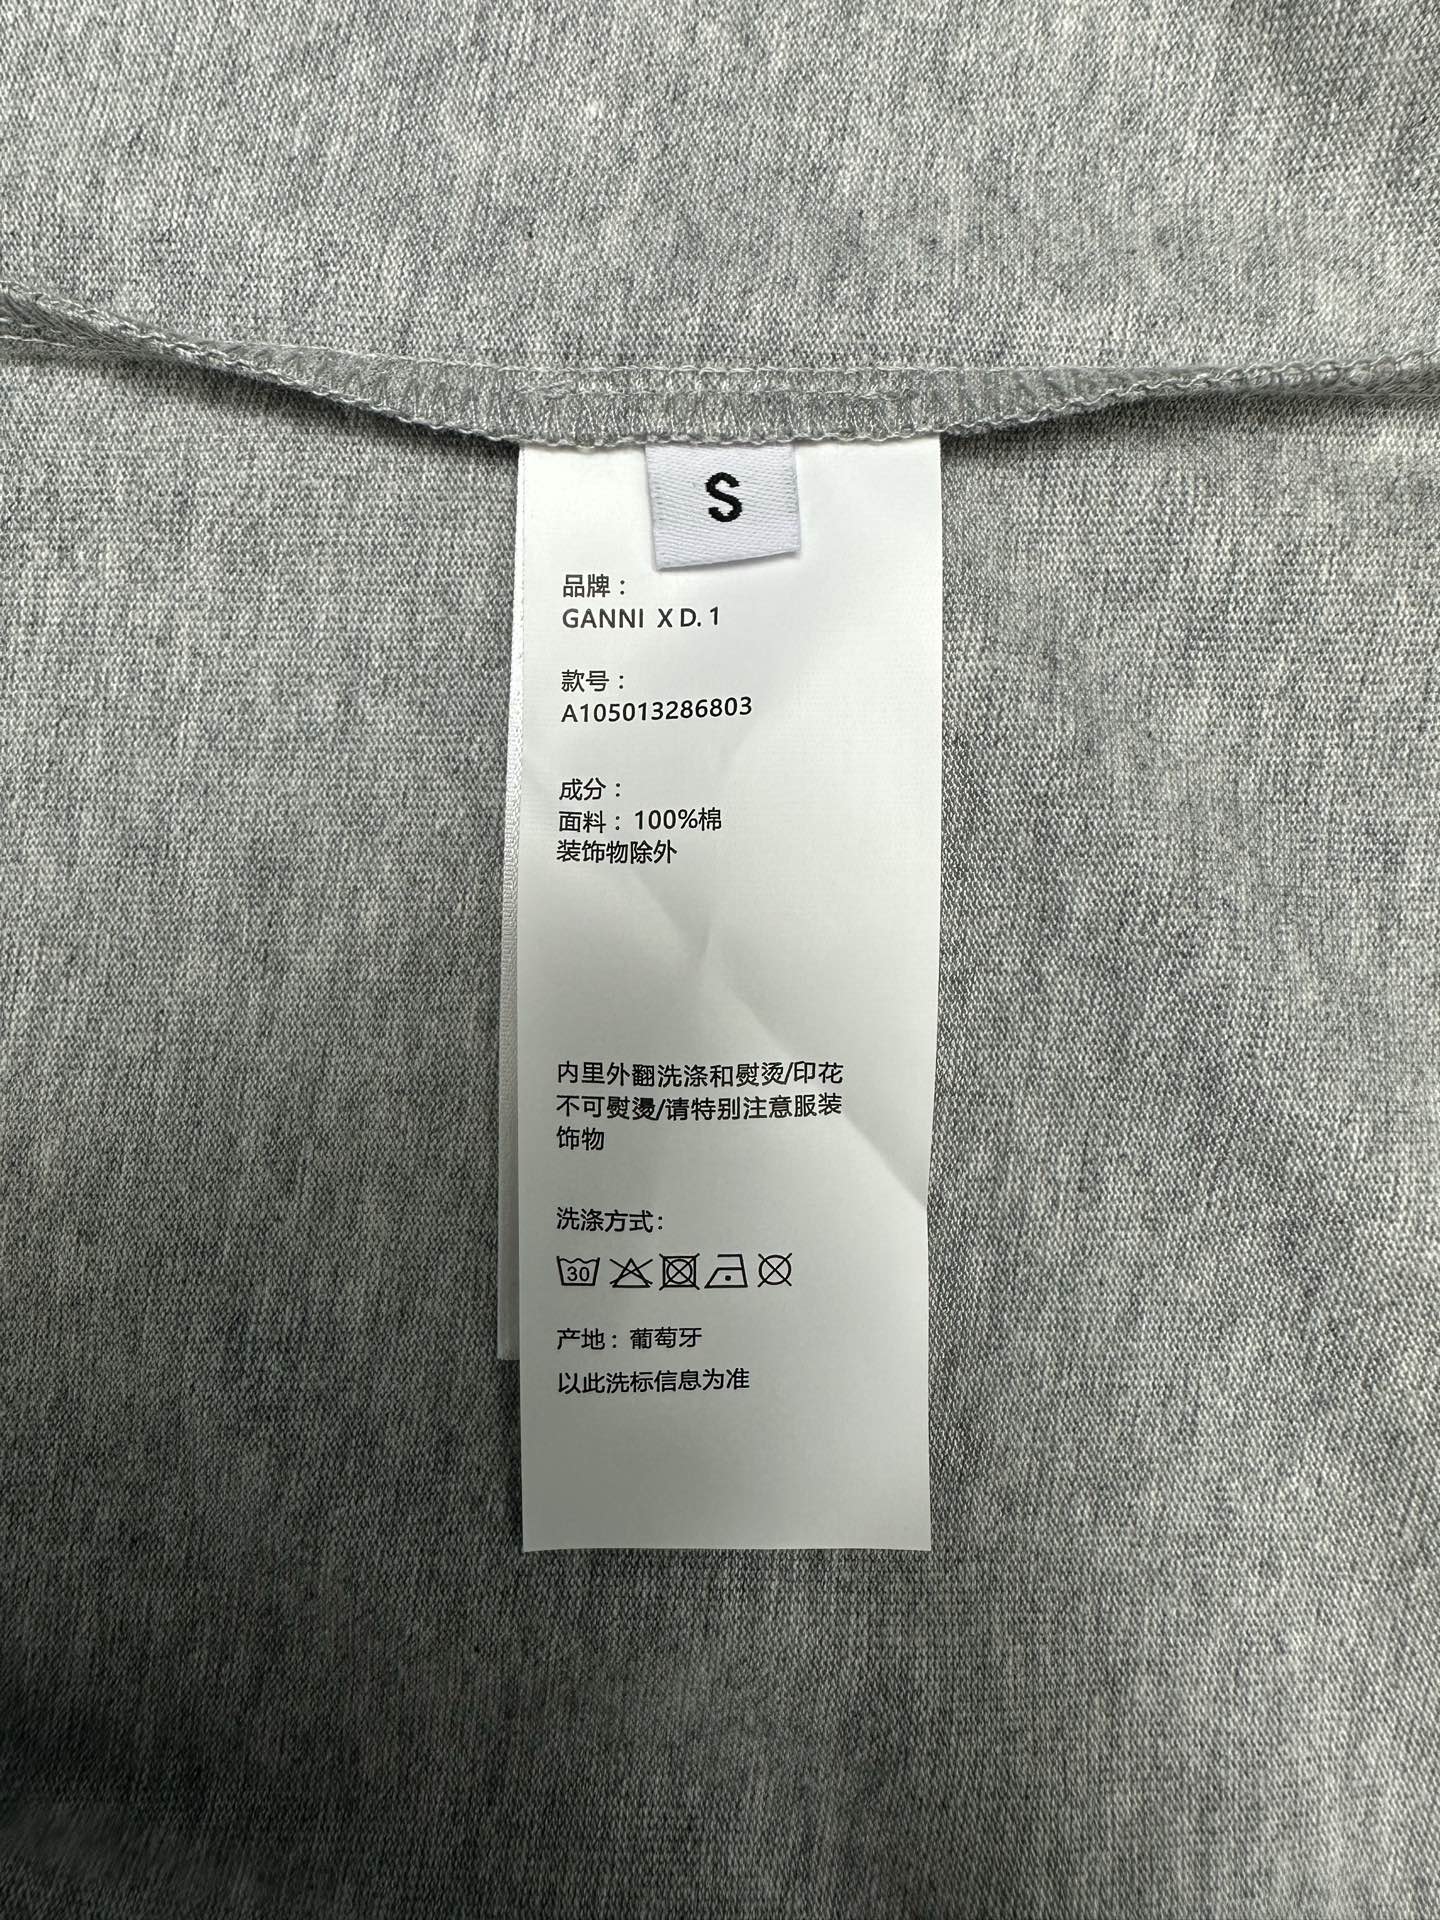 S
品牌：
GANNI X D. 1
款号：
A105013286803
成分：
面料：100%棉
装饰物除外
内里外翻洗涤和熨烫/印花
不可熨烫/请特别注意服装
饰物
洗涤方式：
30
产地：葡萄牙
以此洗标信息为准